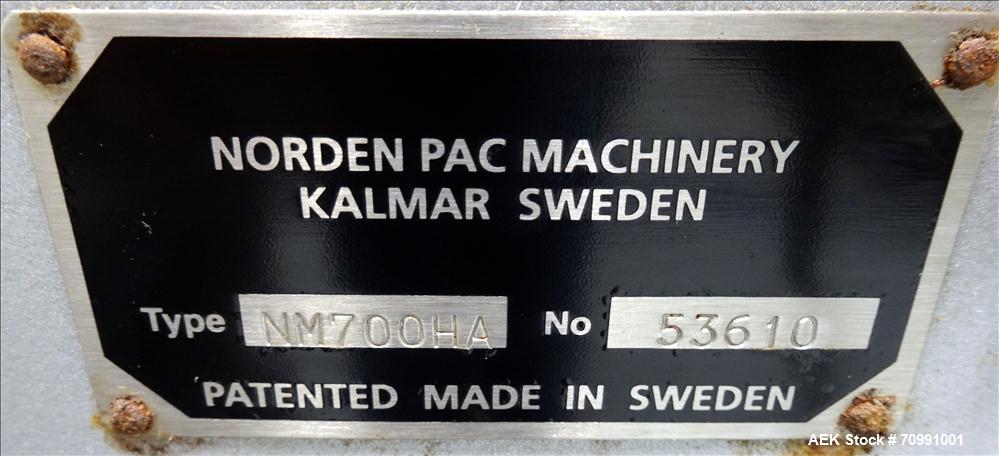 NORDEN PAC MACHINERY
KALMAR SWEDEN
Type NM700HA No 53610
PATENTED MADE IN SWEDEN
AEK Stock # 70991001